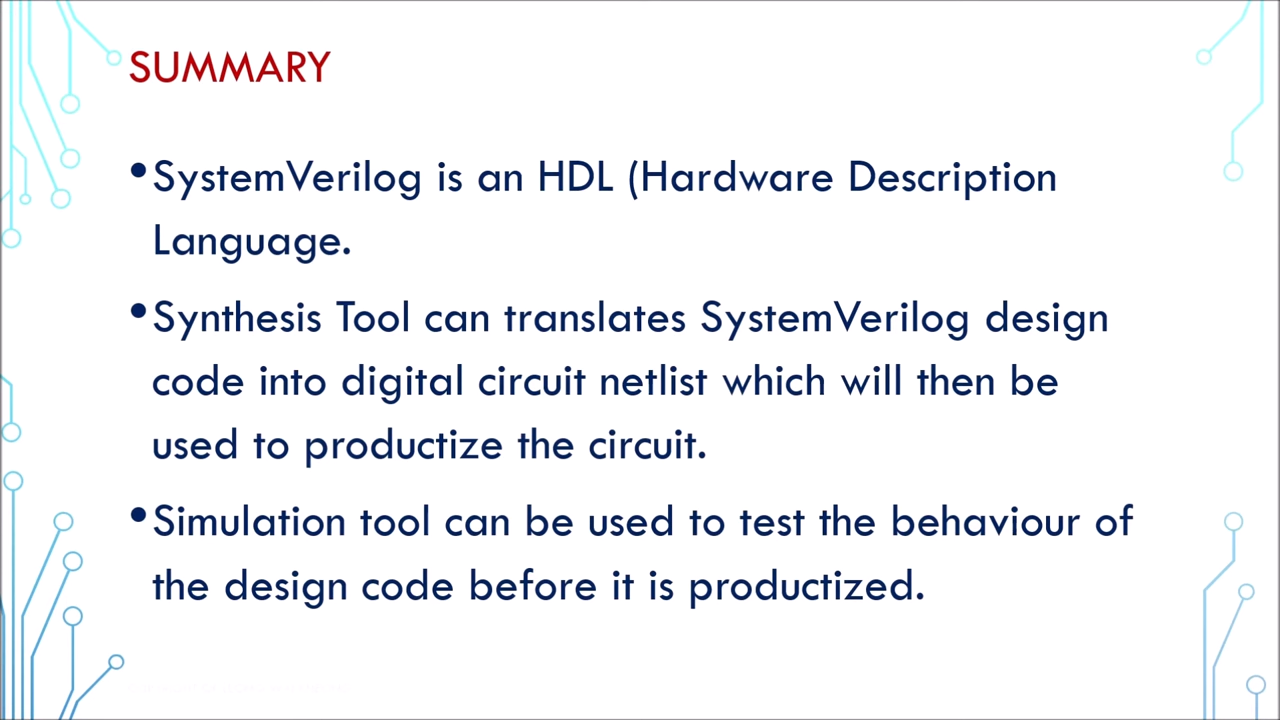 SUMMARY
•SystemVerilog is an HDL (Hardware Description
Language.
•Synthesis Tool can translates SystemVerilog design
code into digital circuit netlist which will then be
used to productize the circuit.
•Simulation tool can be used to test the behaviour of
the design code before it is productized.